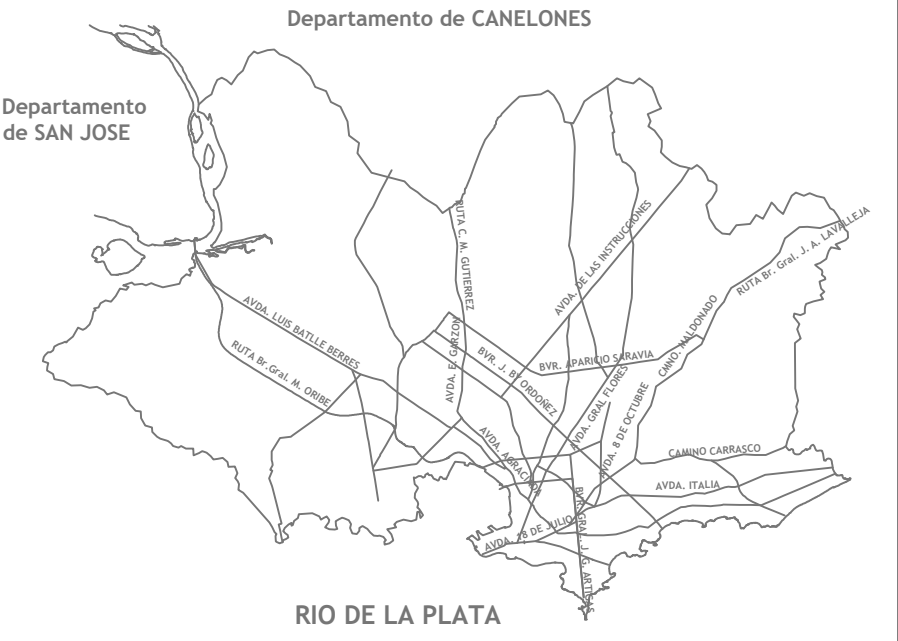 Departamento de CANELONES
Departamento
de SAN JOSE
RUTA C. M. GUTIERREZ
AVDA. DE LAS INSTRUCCIONES
RUTA Br. Gral. J. A. LAVALLEJA
AVDA. LUIS BATLLE BERRES
RUTA Br.Gral. M. ORIBE
AVDA. E. GARZON
BVR. J. BY ORDOÑEZ
BVR. APARICIO SARAVIA
CMNO. MALDONADO
AVDA. GRAL FLORES
AVDA. 8 DE OCTUBRE
AVDA. AGRACIADA
CAMINO CARRASCO
AVDA. ITALIA
AVDA. 18 DE JULIO
BVR. GRAL. J. G. ARTIGAS
RIO DE LA PLATA